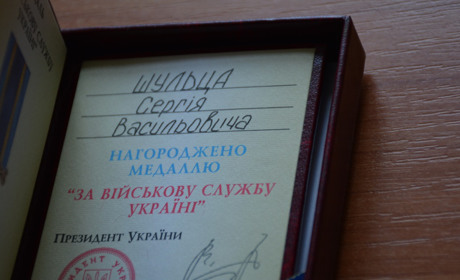 ШУЛЬЦА
Сергія
Васильовича
НАГОРОДЖЕНО
МЕДАЛЛЮ
“ЗА ВІЙСЬКОВУ СЛУЖБУ
УКРАЇНІ”
ПРЕЗИДЕНТ УКРАЇНИ